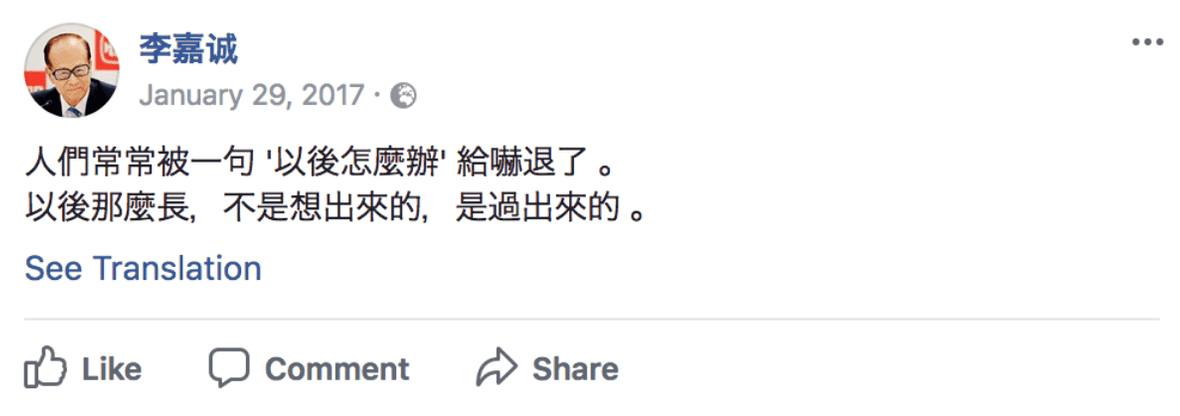 李嘉诚
January 29, 2017 ·
人們常常被一句 '以後怎麼辦' 給嚇退了 。
以後那麼長， 不是想出來的， 是過出來的 。
See Translation
Like Comment Share